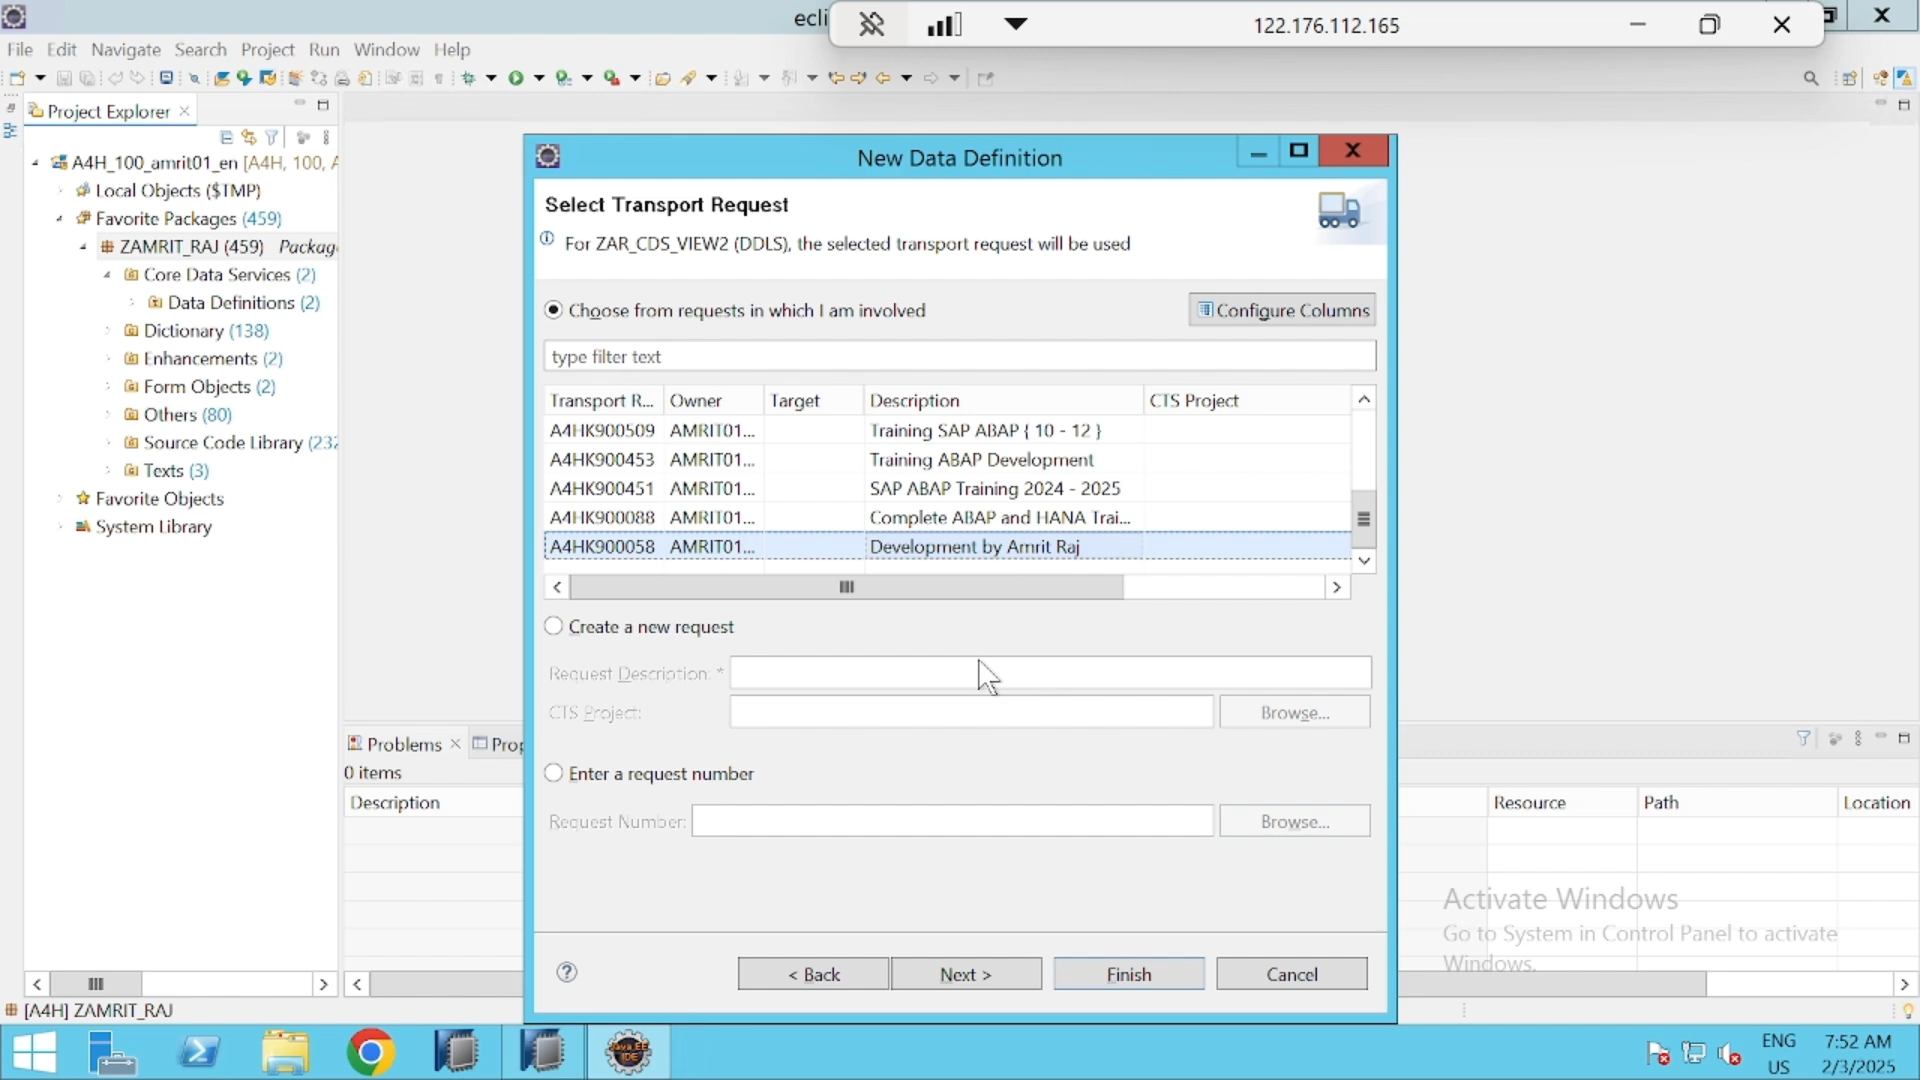 ecli
122.176.112.165
File Edit Navigate Search Project Run Window Help
Project Explorer
A4H_100_amrit01_en [A4H, 100, A
Local Objects ($TMP)
Favorite Packages (459)
ZAMRIT_RAJ (459) Packag
Core Data Services (2)
Data Definitions (2)
Dictionary (138)
Enhancements (2)
Form Objects (2)
Others (80)
Source Code Library (232
Texts (3)
Favorite Objects
System Library
New Data Definition
Select Transport Request
For ZAR_CDS_VIEW2 (DDLS), the selected transport request will be used
Choose from requests in which I am involved
Configure Columns
type filter text
Transport R... Owner Target Description CTS Project
A4HK900509 AMRIT01... Training SAP ABAP { 10 - 12 }
A4HK900453 AMRIT01... Training ABAP Development
A4HK900451 AMRIT01... SAP ABAP Training 2024 - 2025
A4HK900088 AMRIT01... Complete ABAP and HANA Trai...
A4HK900058 AMRIT01... Development by Amrit Raj
Create a new request
Request Description: *
CTS Project:
Browse...
Enter a request number
Request Number:
Browse...
< Back Next > Finish Cancel
Problems Prop
0 items
Description Resource Path Location
Activate Windows
Go to System in Control Panel to activate
Windows.
[A4H] ZAMRIT_RAJ
Java EE
IDE
ENG
US
7:52 AM
2/3/2025